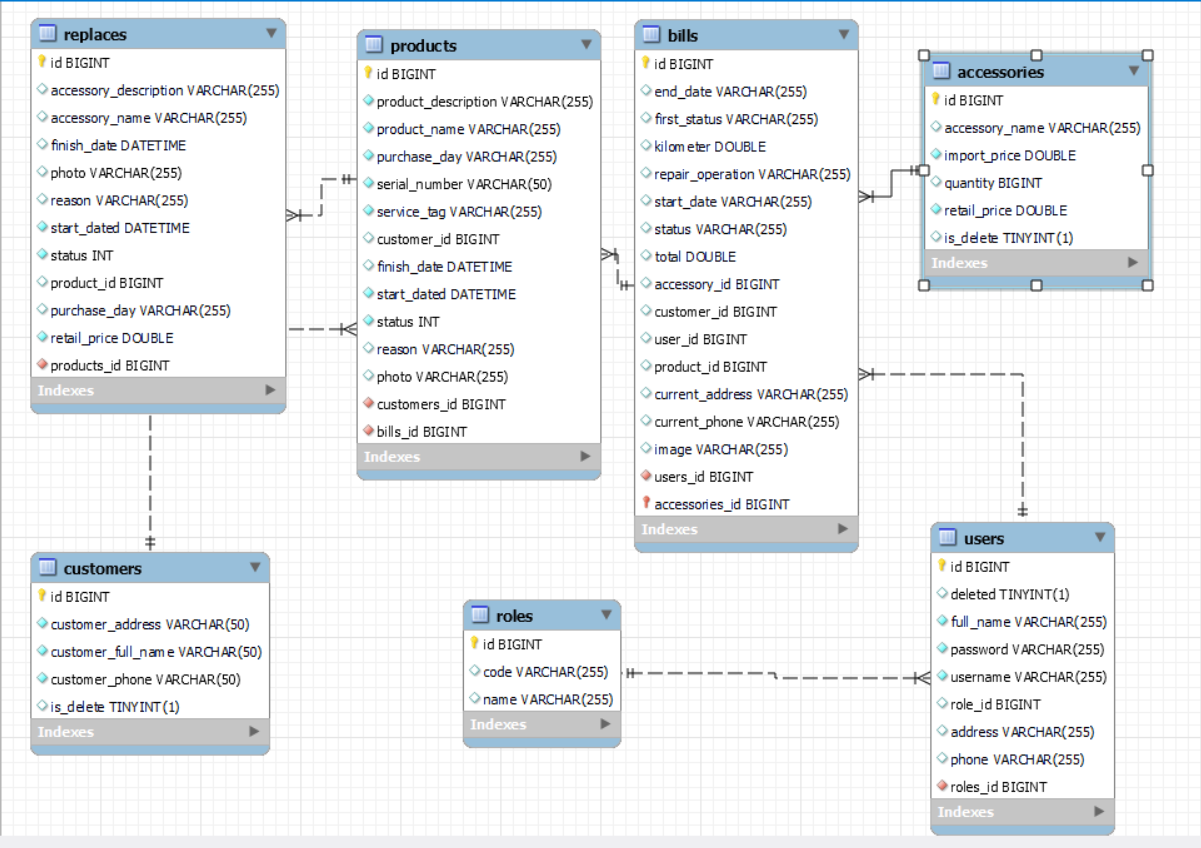 replaces
id BIGINT
accessory_description VARCHAR(255)
accessory_name VARCHAR(255)
finish_date DATETIME
photo VARCHAR(255)
reason VARCHAR(255)
start_dated DATETIME
status INT
product_id BIGINT
purchase_day VARCHAR(255)
retail_price DOUBLE
products_id BIGINT
Indexes
products
id BIGINT
product_description VARCHAR(255)
product_name VARCHAR(255)
purchase_day VARCHAR(255)
serial_number VARCHAR(50)
service_tag VARCHAR(255)
customer_id BIGINT
finish_date DATETIME
start_dated DATETIME
status INT
reason VARCHAR(255)
photo VARCHAR(255)
customers_id BIGINT
bills_id BIGINT
Indexes
bills
id BIGINT
end_date VARCHAR(255)
first_status VARCHAR(255)
kilometer DOUBLE
repair_operation VARCHAR(255)
start_date VARCHAR(255)
status VARCHAR(255)
total DOUBLE
accessory_id BIGINT
customer_id BIGINT
user_id BIGINT
product_id BIGINT
current_address VARCHAR(255)
current_phone VARCHAR(255)
image VARCHAR(255)
users_id BIGINT
accessories_id BIGINT
Indexes
accessories
id BIGINT
accessory_name VARCHAR(255)
import_price DOUBLE
quantity BIGINT
retail_price DOUBLE
is_delete TINYINT(1)
Indexes
customers
id BIGINT
customer_address VARCHAR(50)
customer_full_name VARCHAR(50)
customer_phone VARCHAR(50)
is_delete TINYINT(1)
Indexes
roles
id BIGINT
code VARCHAR(255)
name VARCHAR(255)
Indexes
users
id BIGINT
deleted TINYINT(1)
full_name VARCHAR(255)
password VARCHAR(255)
username VARCHAR(255)
role_id BIGINT
address VARCHAR(255)
phone VARCHAR(255)
roles_id BIGINT
Indexes